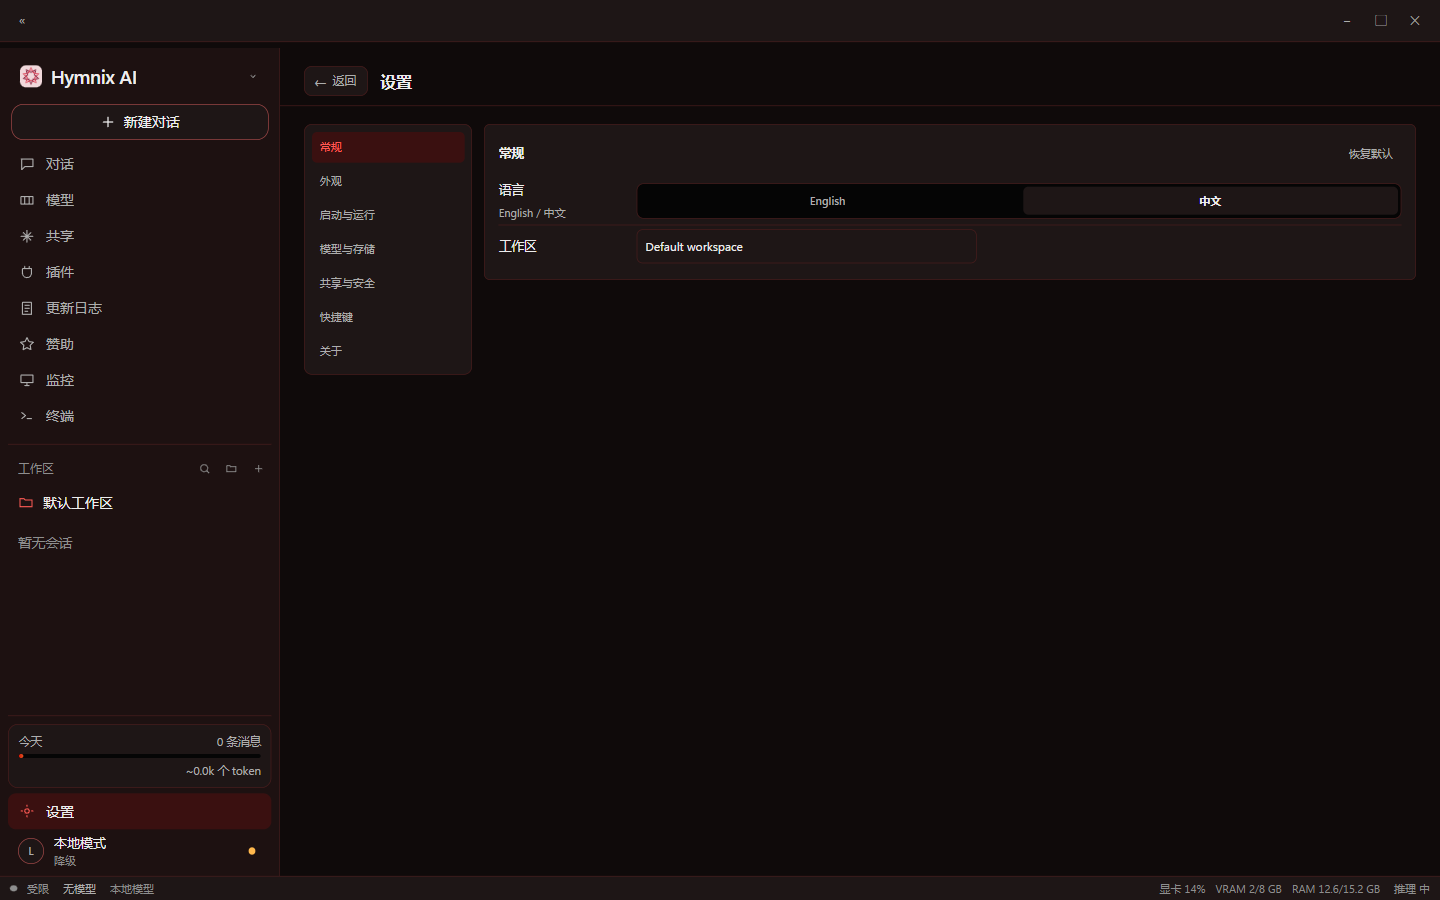 «
Hymnix AI
+ 新建对话
对话
模型
共享
插件
更新日志
赞助
监控
终端
工作区
默认工作区
暂无会话
今天 0 条消息
~0.0k 个 token
设置
L 本地模式
降级
← 返回 设置
常规
外观
启动与运行
模型与存储
共享与安全
快捷键
关于
常规 恢复默认
语言
English / 中文
English 中文
工作区 Default workspace
受限 无模型 本地模型
显卡 14% VRAM 2/8 GB RAM 12.6/15.2 GB 推理 中